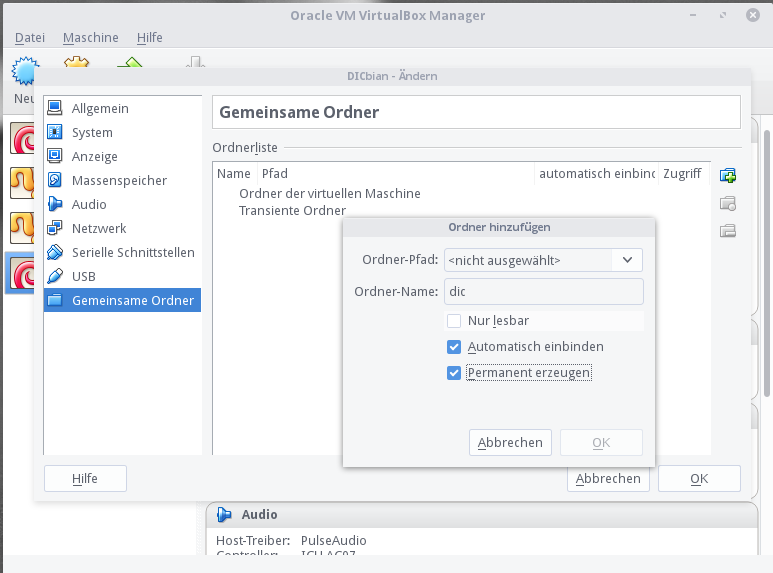 Oracle VM VirtualBox Manager
Datei Maschine Hilfe
Neu
DICbian - Ändern
Allgemein
System
Anzeige
Massenspeicher
Audio
Netzwerk
Serielle Schnittstellen
USB
Gemeinsame Ordner
Gemeinsame Ordner
Ordnerliste
Name Pfad automatisch einbinc Zugriff
Ordner der virtuellen Maschine
Transiente Ordner
Ordner hinzufügen
Ordner-Pfad: <nicht ausgewählt>
Ordner-Name: dic
Nur lesbar
Automatisch einbinden
Permanent erzeugen
Abbrechen OK
Hilfe Abbrechen OK
Audio
Host-Treiber: PulseAudio
Controller: ICH AC97